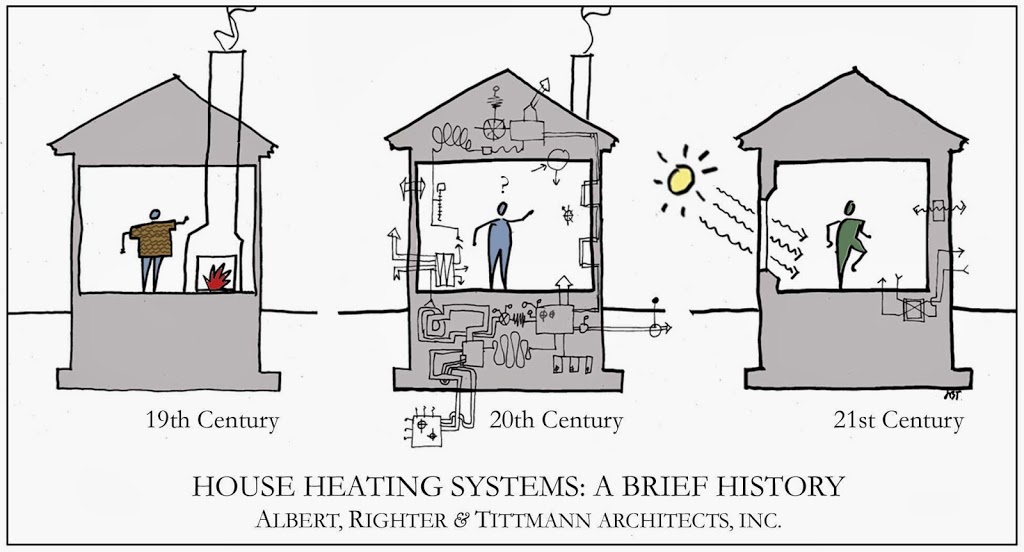 ?
19th Century
20th Century
21st Century
HOUSE HEATING SYSTEMS: A BRIEF HISTORY
ALBERT, RIGHTER & TITTMANN ARCHITECTS, INC.